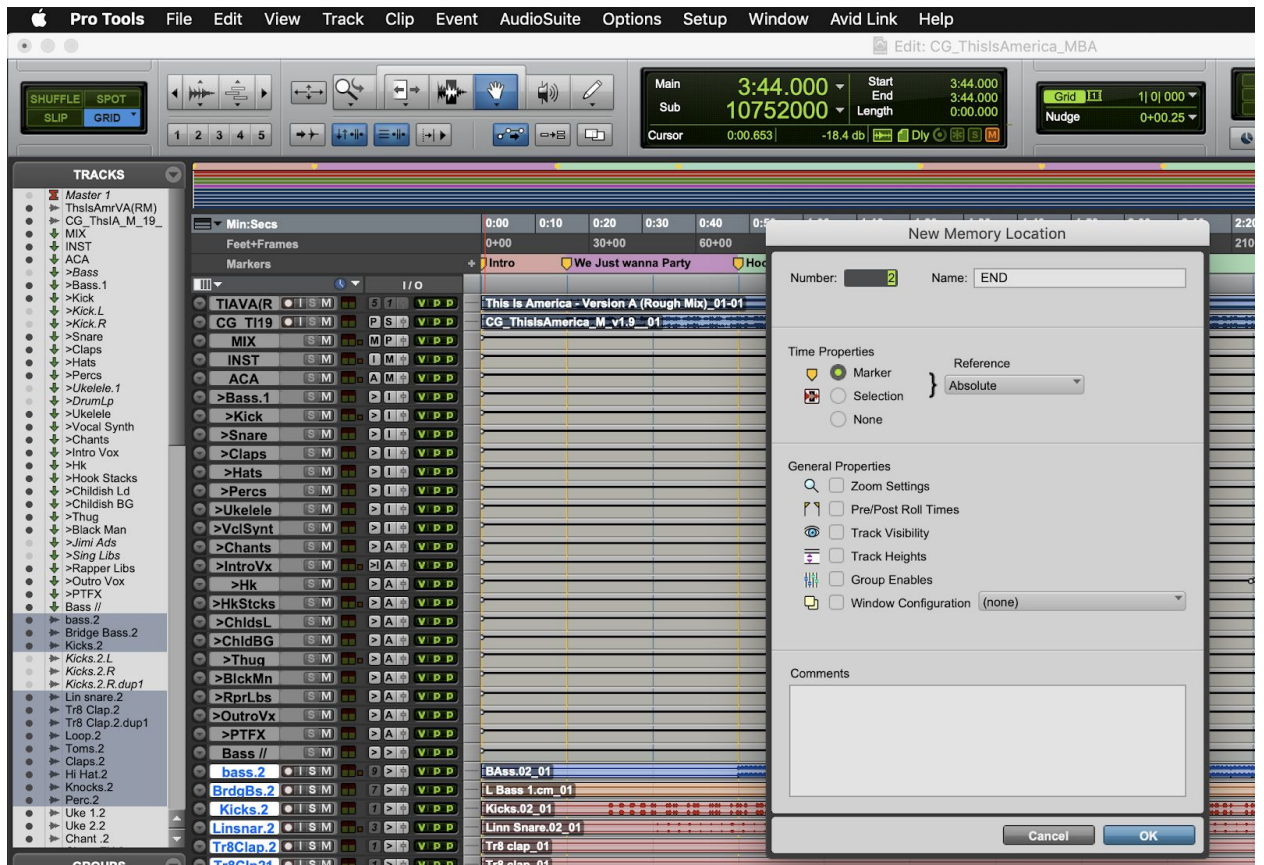 Pro Tools File Edit View Track Clip Event AudioSuite Options Setup Window Avid Link Help
Edit: CG_ThisIsAmerica_MBA
SHUFFLE SPOT
SLIP GRID
1 2 3 4 5
Main 3:44.000
Sub 10752000
Start 3:44.000
End 3:44.000
Length 0:00.000
Cursor 0:00.653 -18.4 db Dly S M
Grid 1| 0| 000
Nudge 0+00.25
TRACKS
Master 1
ThsIsAmrVA(RM)
CG_ThsIA_M_19_
MIX
INST
ACA
>Bass
>Bass.1
>Kick
>Kick.L
>Kick.R
>Snare
>Claps
>Hats
>Percs
>Ukelele.1
>DrumLp
>Ukelele
>Vocal Synth
>Chants
>Intro Vox
>Hk
>Hook Stacks
>Childish Ld
>Childish BG
>Thug
>Black Man
>Jimi Ads
>Sing Libs
>Rapper Libs
>Outro Vox
>PTFX
Bass //
bass.2
Bridge Bass.2
Kicks.2
Kicks.2.L
Kicks.2.R
Kicks.2.R.dup1
Lin snare.2
Tr8 Clap.2
Tr8 Clap.2.dup1
Loop.2
Toms.2
Claps.2
Hi Hat.2
Knocks.2
Perc.2
Uke 1.2
Uke 2.2
Chant .2
GROUPS
Min:Secs 0:00 0:10 0:20 0:30 0:40 2:20
Feet+Frames 0+00 30+00 60+00 210
Markers + Intro We Just wanna Party Hoo
I / O
TIAVA(R I S M 5 1 V P P This Is America - Version A (Rough Mix)_01-01
CG TI19 I S M P S V P P CG_ThisIsAmerica_M_v1.9__01
MIX S M M P V P P
INST S M I M V P P
ACA S M A M V P P
>Bass.1 S M > I V P P
>Kick S M > I V P P
>Snare S M > I V P P
>Claps S M > I V P P
>Hats S M > I V P P
>Percs S M > I V P P
>Ukelele S M > I V P P
>VclSynt S M > I V P P
>Chants S M > A V P P
>IntroVx S M >I A V P P
>Hk S M > A V P P
>HkStcks S M > A V P P
>ChldsL S M > A V P P
>ChldBG S M > A V P P
>Thug S M > A V P P
>BlckMn S M > A V P P
>RprLbs S M > A V P P
>OutroVx S M > A V P P
>PTFX S M > A V P P
Bass // S M > > V P P
bass.2 I S M 9 > V P P BAss.02_01
BrdgBs.2 I S M 7 > V P P L Bass 1.cm_01
Kicks.2 I S M 1 > V P P Kicks.02_01
Linsnar.2 I S M 3 > V P P Linn Snare.02_01
Tr8Clap.2 I S M 1 > V P P Tr8 clap_01
New Memory Location
Number: 2 Name: END
Time Properties
Marker
Selection
None
Reference
Absolute
General Properties
Zoom Settings
Pre/Post Roll Times
Track Visibility
Track Heights
Group Enables
Window Configuration (none)
Comments
Cancel OK